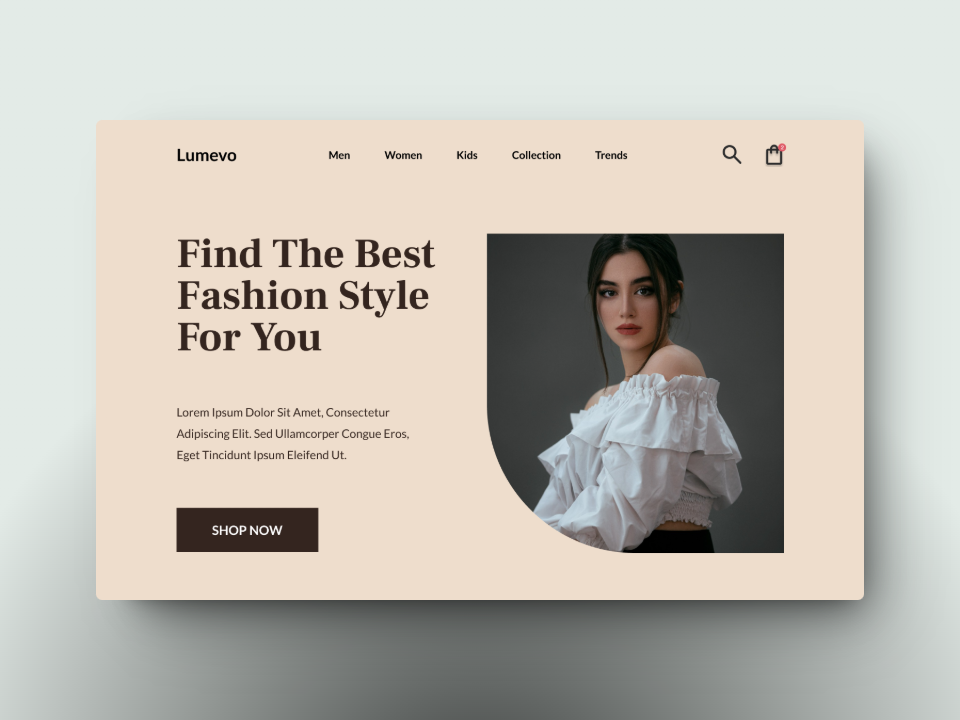 Lumevo
Men Women Kids Collection Trends
Find The Best
Fashion Style
For You
Lorem Ipsum Dolor Sit Amet, Consectetur
Adipiscing Elit. Sed Ullamcorper Congue Eros,
Eget Tincidunt Ipsum Eleifend Ut.
SHOP NOW